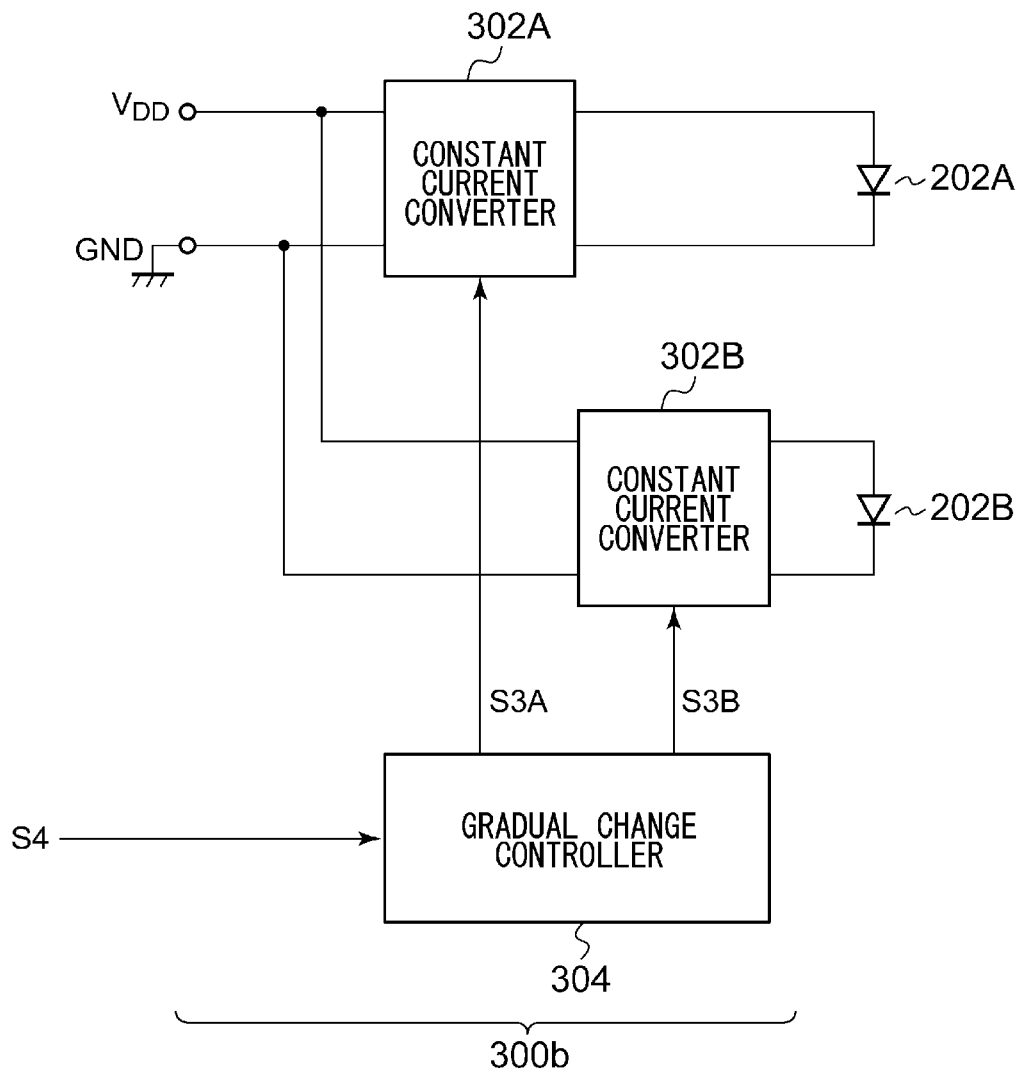 302A
VDD
CONSTANT
CURRENT
CONVERTER
202A
GND
302B
CONSTANT
CURRENT
CONVERTER
202B
S3A
S3B
S4
GRADUAL CHANGE
CONTROLLER
304
300b